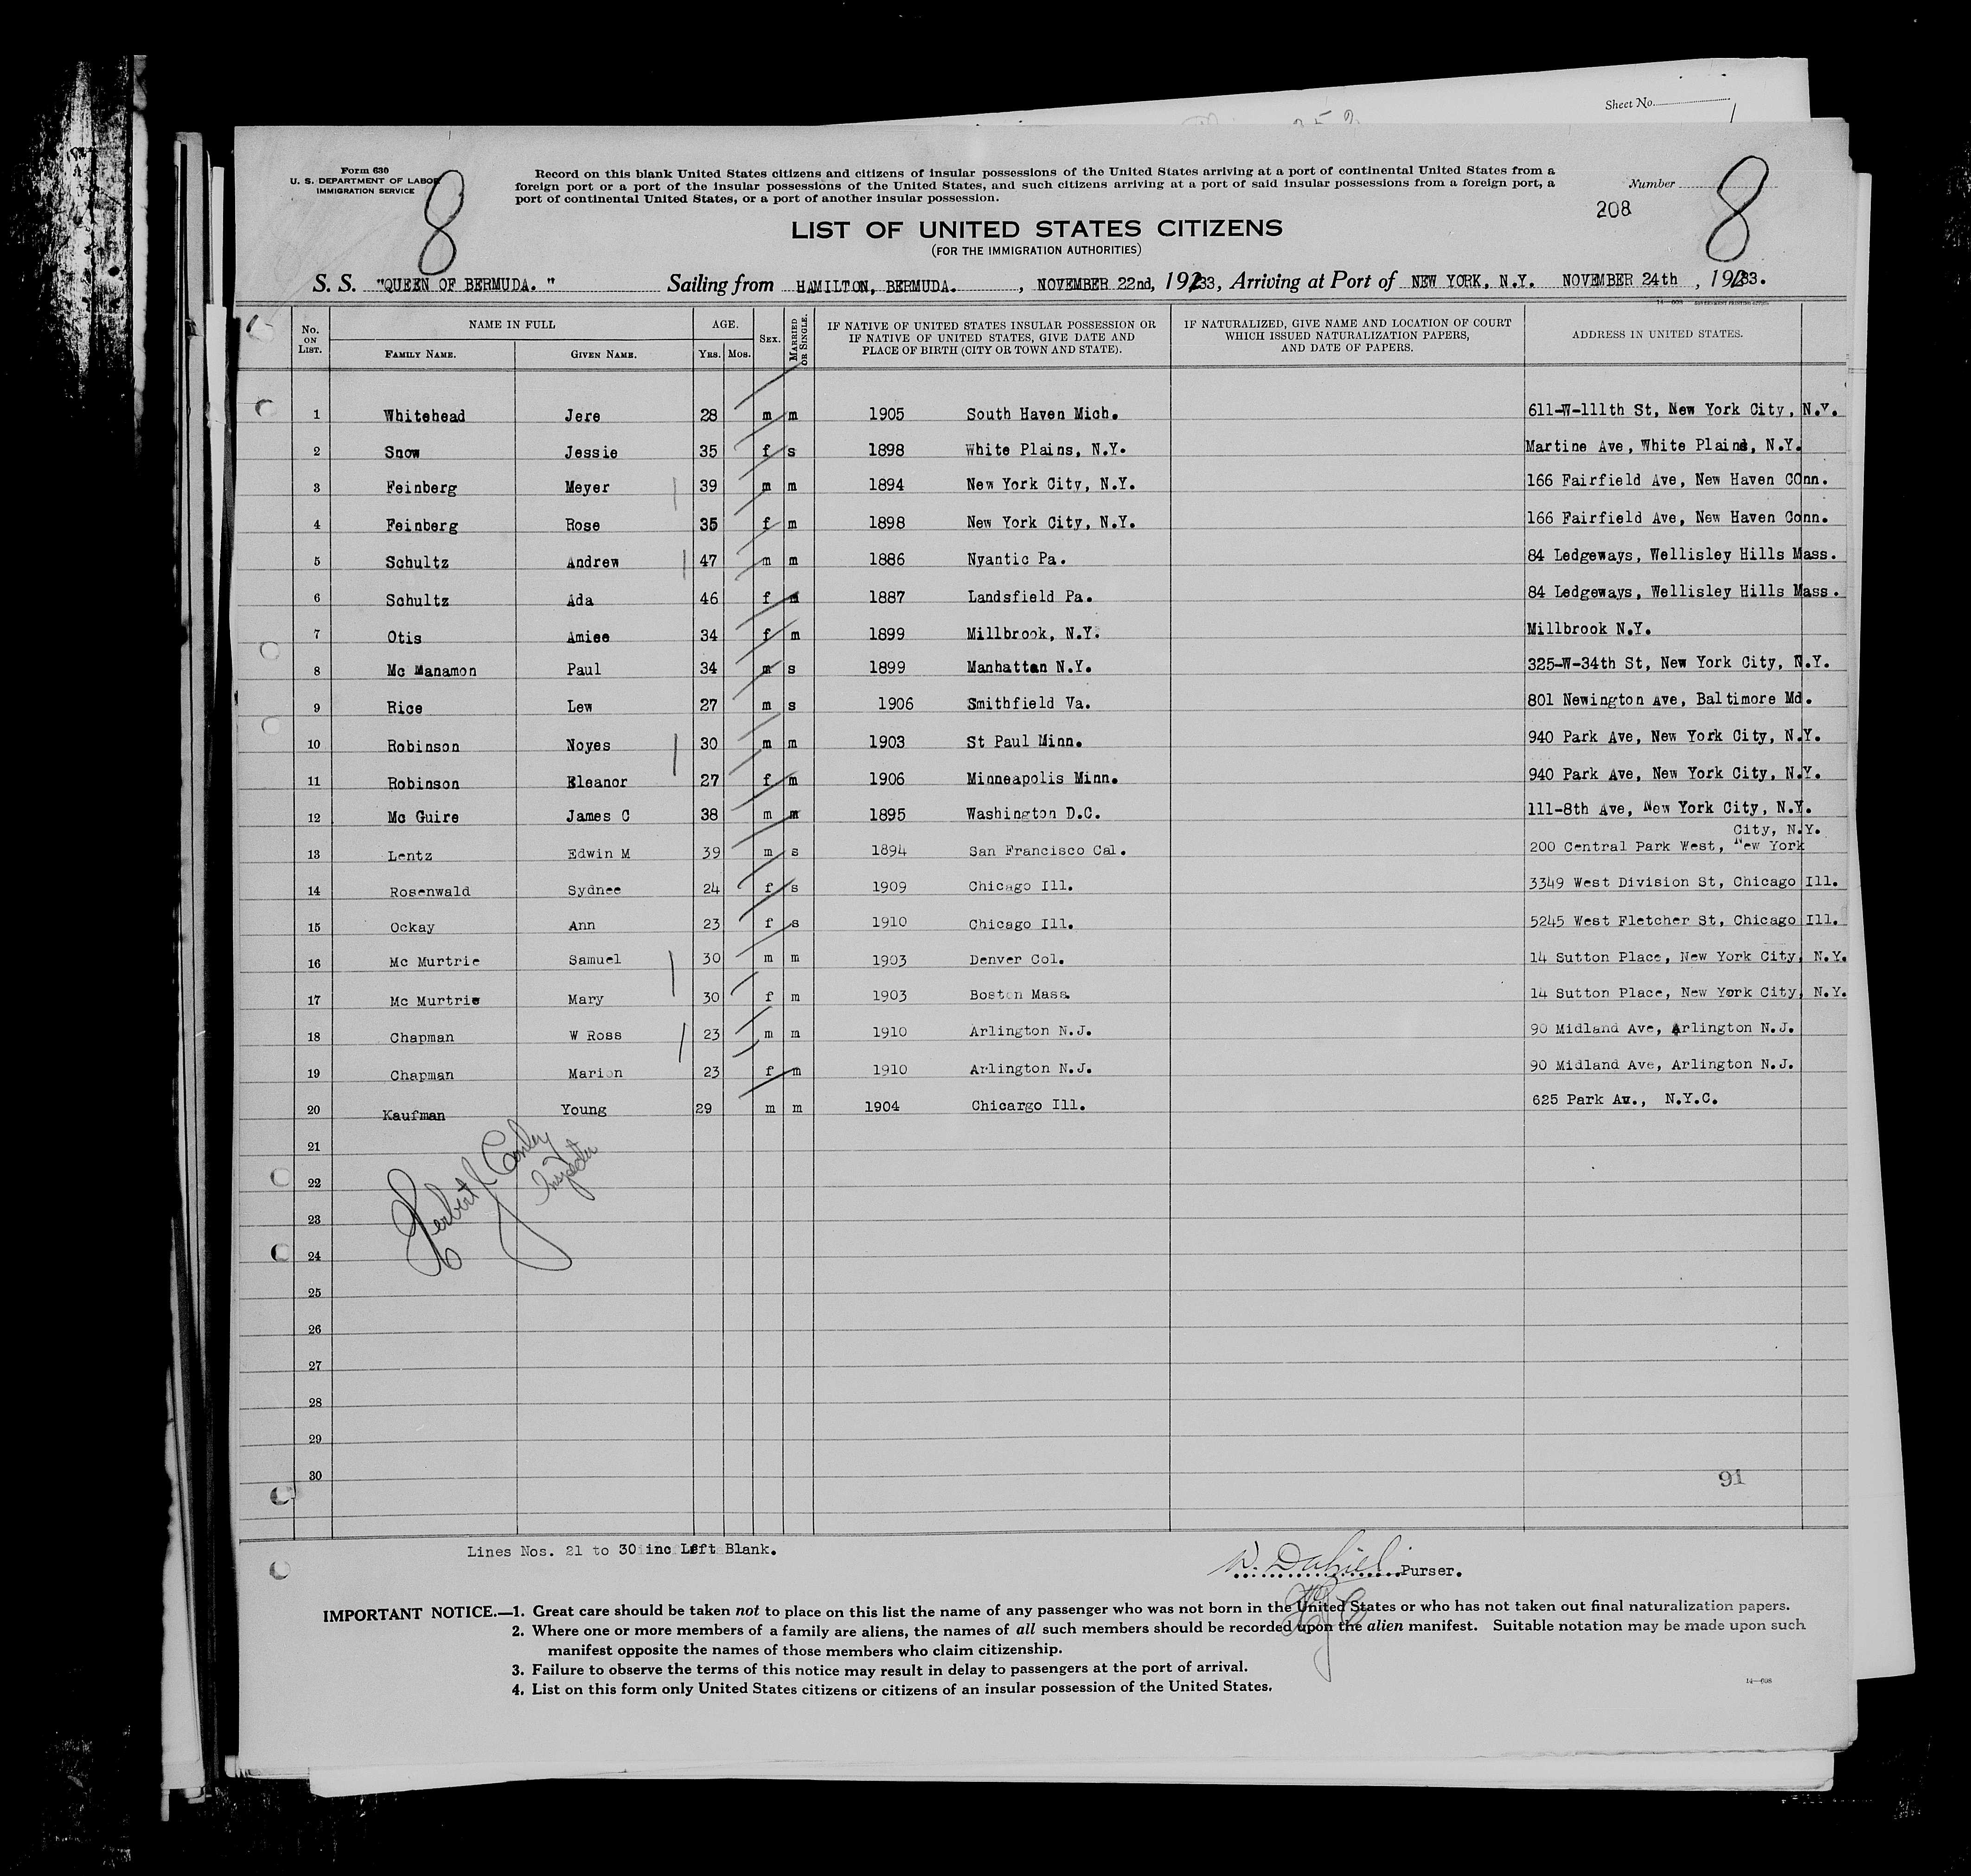 Sheet No.
Form 630
U. S. DEPARTMENT OF LABOR
IMMIGRATION SERVICE
8
Record on this blank United States citizens and citizens of insular possessions of the United States arriving at a port of continental United States from a
foreign port or a port of the insular possessions of the United States, and such citizens arriving at a port of said insular possessions from a foreign port, a
port of continental United States, or a port of another insular possession.
Number
208
8
LIST OF UNITED STATES CITIZENS
(FOR THE IMMIGRATION AUTHORITIES)
S. S. "QUEEN OF BERMUDA." Sailing from HAMILTON, BERMUDA. , NOVEMBER 22nd, 1933, Arriving at Port of NEW YORK, N.Y. NOVEMBER 24th , 1933.
No. ON LIST. NAME IN FULL FAMILY NAME. GIVEN NAME. AGE. YRS. MOS. SEX. MARRIED OR SINGLE. IF NATIVE OF UNITED STATES INSULAR POSSESSION OR IF NATIVE OF UNITED STATES, GIVE DATE AND PLACE OF BIRTH (CITY OR TOWN AND STATE). IF NATURALIZED, GIVE NAME AND LOCATION OF COURT WHICH ISSUED NATURALIZATION PAPERS, AND DATE OF PAPERS. ADDRESS IN UNITED STATES.
1 Whitehead Jere 28 m m 1905 South Haven Mich. 611-W-111th St, New York City, N.Y.
2 Snow Jessie 35 f s 1898 White Plains, N.Y. Martine Ave, White Plains, N.Y.
3 Feinberg Meyer 39 m m 1894 New York City, N.Y. 166 Fairfield Ave, New Haven COnn.
4 Feinberg Rose 35 f m 1898 New York City, N.Y. 166 Fairfield Ave, New Haven Conn.
5 Schultz Andrew 47 m m 1886 Nyantic Pa. 84 Ledgeways, Wellisley Hills Mass.
6 Schultz Ada 46 f m 1887 Landsfield Pa. 84 Ledgeways, Wellisley Hills Mass.
7 Otis Amiee 34 f m 1899 Millbrook, N.Y. Millbrook N.Y.
8 Mc Manamon Paul 34 m s 1899 Manhattan N.Y. 325-W-34th St, New York City, N.Y.
9 Rice Lew 27 m s 1906 Smithfield Va. 801 Newington Ave, Baltimore Md.
10 Robinson Noyes 30 m m 1903 St Paul Minn. 940 Park Ave, New York City, N.Y.
11 Robinson Eleanor 27 f m 1906 Minneapolis Minn. 940 Park Ave, New York City, N.Y.
12 Mc Guire James C 38 m m 1895 Washington D.C. 111-8th Ave, New York City, N.Y.
City, N.Y.
13 Lentz Edwin M 39 m s 1894 San Francisco Cal. 200 Central Park West, New York
14 Rosenwald Sydnee 24 f s 1909 Chicago Ill. 3349 West Division St, Chicago Ill.
15 Ockay Ann 23 f s 1910 Chicago Ill. 5245 West Fletcher St, Chicago Ill.
16 Mc Murtrie Samuel 30 m m 1903 Denver Col. 14 Sutton Place, New York City, N.Y.
17 Mc Murtrie Mary 30 f m 1903 Boston Mass. 14 Sutton Place, New York City, N.Y.
18 Chapman W Ross 23 m m 1910 Arlington N.J. 90 Midland Ave, Arlington N.J.
19 Chapman Marion 23 f m 1910 Arlington N.J. 90 Midland Ave, Arlington N.J.
20 Kaufman Young 29 m m 1904 Chicargo Ill. 625 Park Av., N.Y.C.
21
22
23
24
25
26
27
28
29
30
Herbert J Conley
Inspector
91
Lines Nos. 21 to 30 inc Left Blank.
Purser.
IMPORTANT NOTICE.—1. Great care should be taken not to place on this list the name of any passenger who was not born in the United States or who has not taken out final naturalization papers.
2. Where one or more members of a family are aliens, the names of all such members should be recorded upon the alien manifest. Suitable notation may be made upon such
manifest opposite the names of those members who claim citizenship.
3. Failure to observe the terms of this notice may result in delay to passengers at the port of arrival.
4. List on this form only United States citizens or citizens of an insular possession of the United States.
14—608